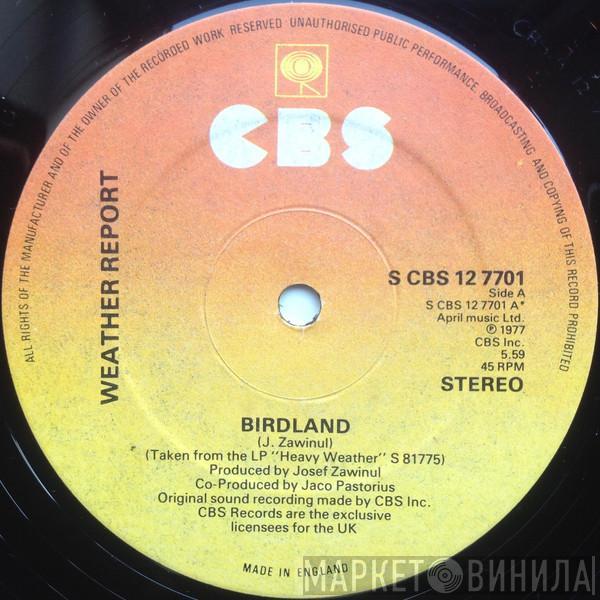 ALL RIGHTS OF THE MANUFACTURER AND OF THE OWNER OF THE RECORDED WORK RESERVED UNAUTHORISED PUBLIC PERFORMANCE BROADCASTING AND COPYING OF THIS RECORD PROHIBITED
CBS
WEATHER REPORT
S CBS 12 7701
Side A
S CBS 12 7701 A*
April music Ltd.
Ⓟ 1977
CBS Inc.
5.59
45 RPM
STEREO
BIRDLAND
(J. Zawinul)
(Taken from the LP "Heavy Weather" S 81775)
Produced by Josef Zawinul
Co-Produced by Jaco Pastorius
Original sound recording made by CBS Inc.
CBS Records are the exclusive
licensees for the UK
MADE IN ENGLAND
МАРКЕТ ВИНИЛА